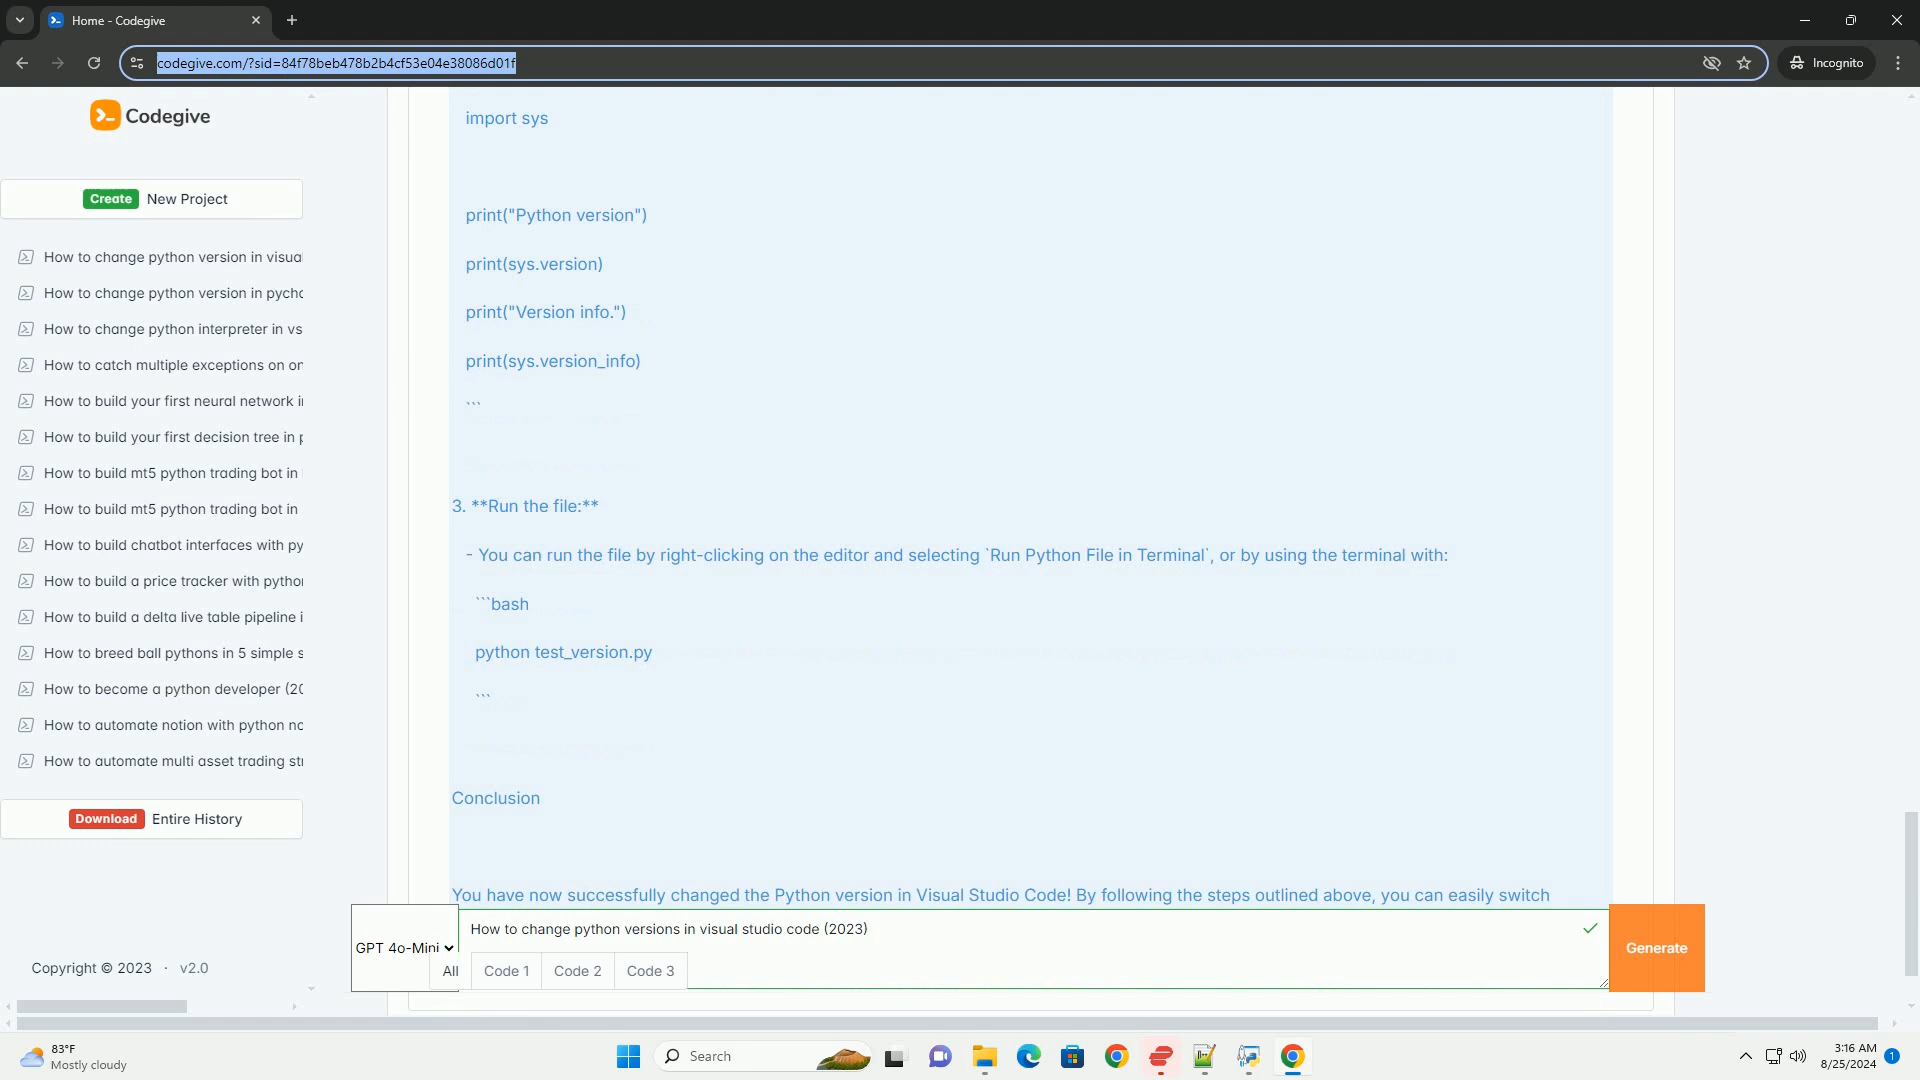 Home - Codegive
codegive.com/?sid=84f78beb478b2b4cf53e04e38086d01f
Incognito
Codegive
Create New Project
How to change python version in visua
How to change python version in pycha
How to change python interpreter in vs
How to catch multiple exceptions on on
How to build your first neural network i
How to build your first decision tree in p
How to build mt5 python trading bot in
How to build mt5 python trading bot in
How to build chatbot interfaces with py
How to build a price tracker with python
How to build a delta live table pipeline i
How to breed ball pythons in 5 simple s
How to become a python developer (20
How to automate notion with python no
How to automate multi asset trading str
Download Entire History
Copyright © 2023 · v2.0
import sys
print("Python version")
print(sys.version)
print("Version info.")
print(sys.version_info)
```
3. **Run the file:**
- You can run the file by right-clicking on the editor and selecting `Run Python File in Terminal`, or by using the terminal with:
```bash
python test_version.py
```
Conclusion
You have now successfully changed the Python version in Visual Studio Code! By following the steps outlined above, you can easily switch
GPT 4o-Mini
How to change python versions in visual studio code (2023)
All Code 1 Code 2 Code 3
Generate
83°F
Mostly cloudy
Search
3:16 AM
8/25/2024
1